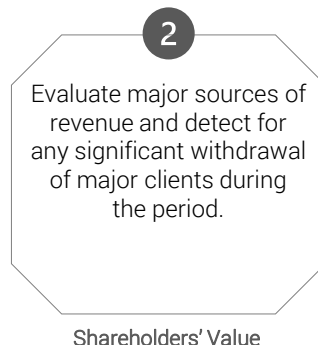 2
Evaluate major sources of
revenue and detect for
any significant withdrawal
of major clients during
the period.
Shareholders' Value